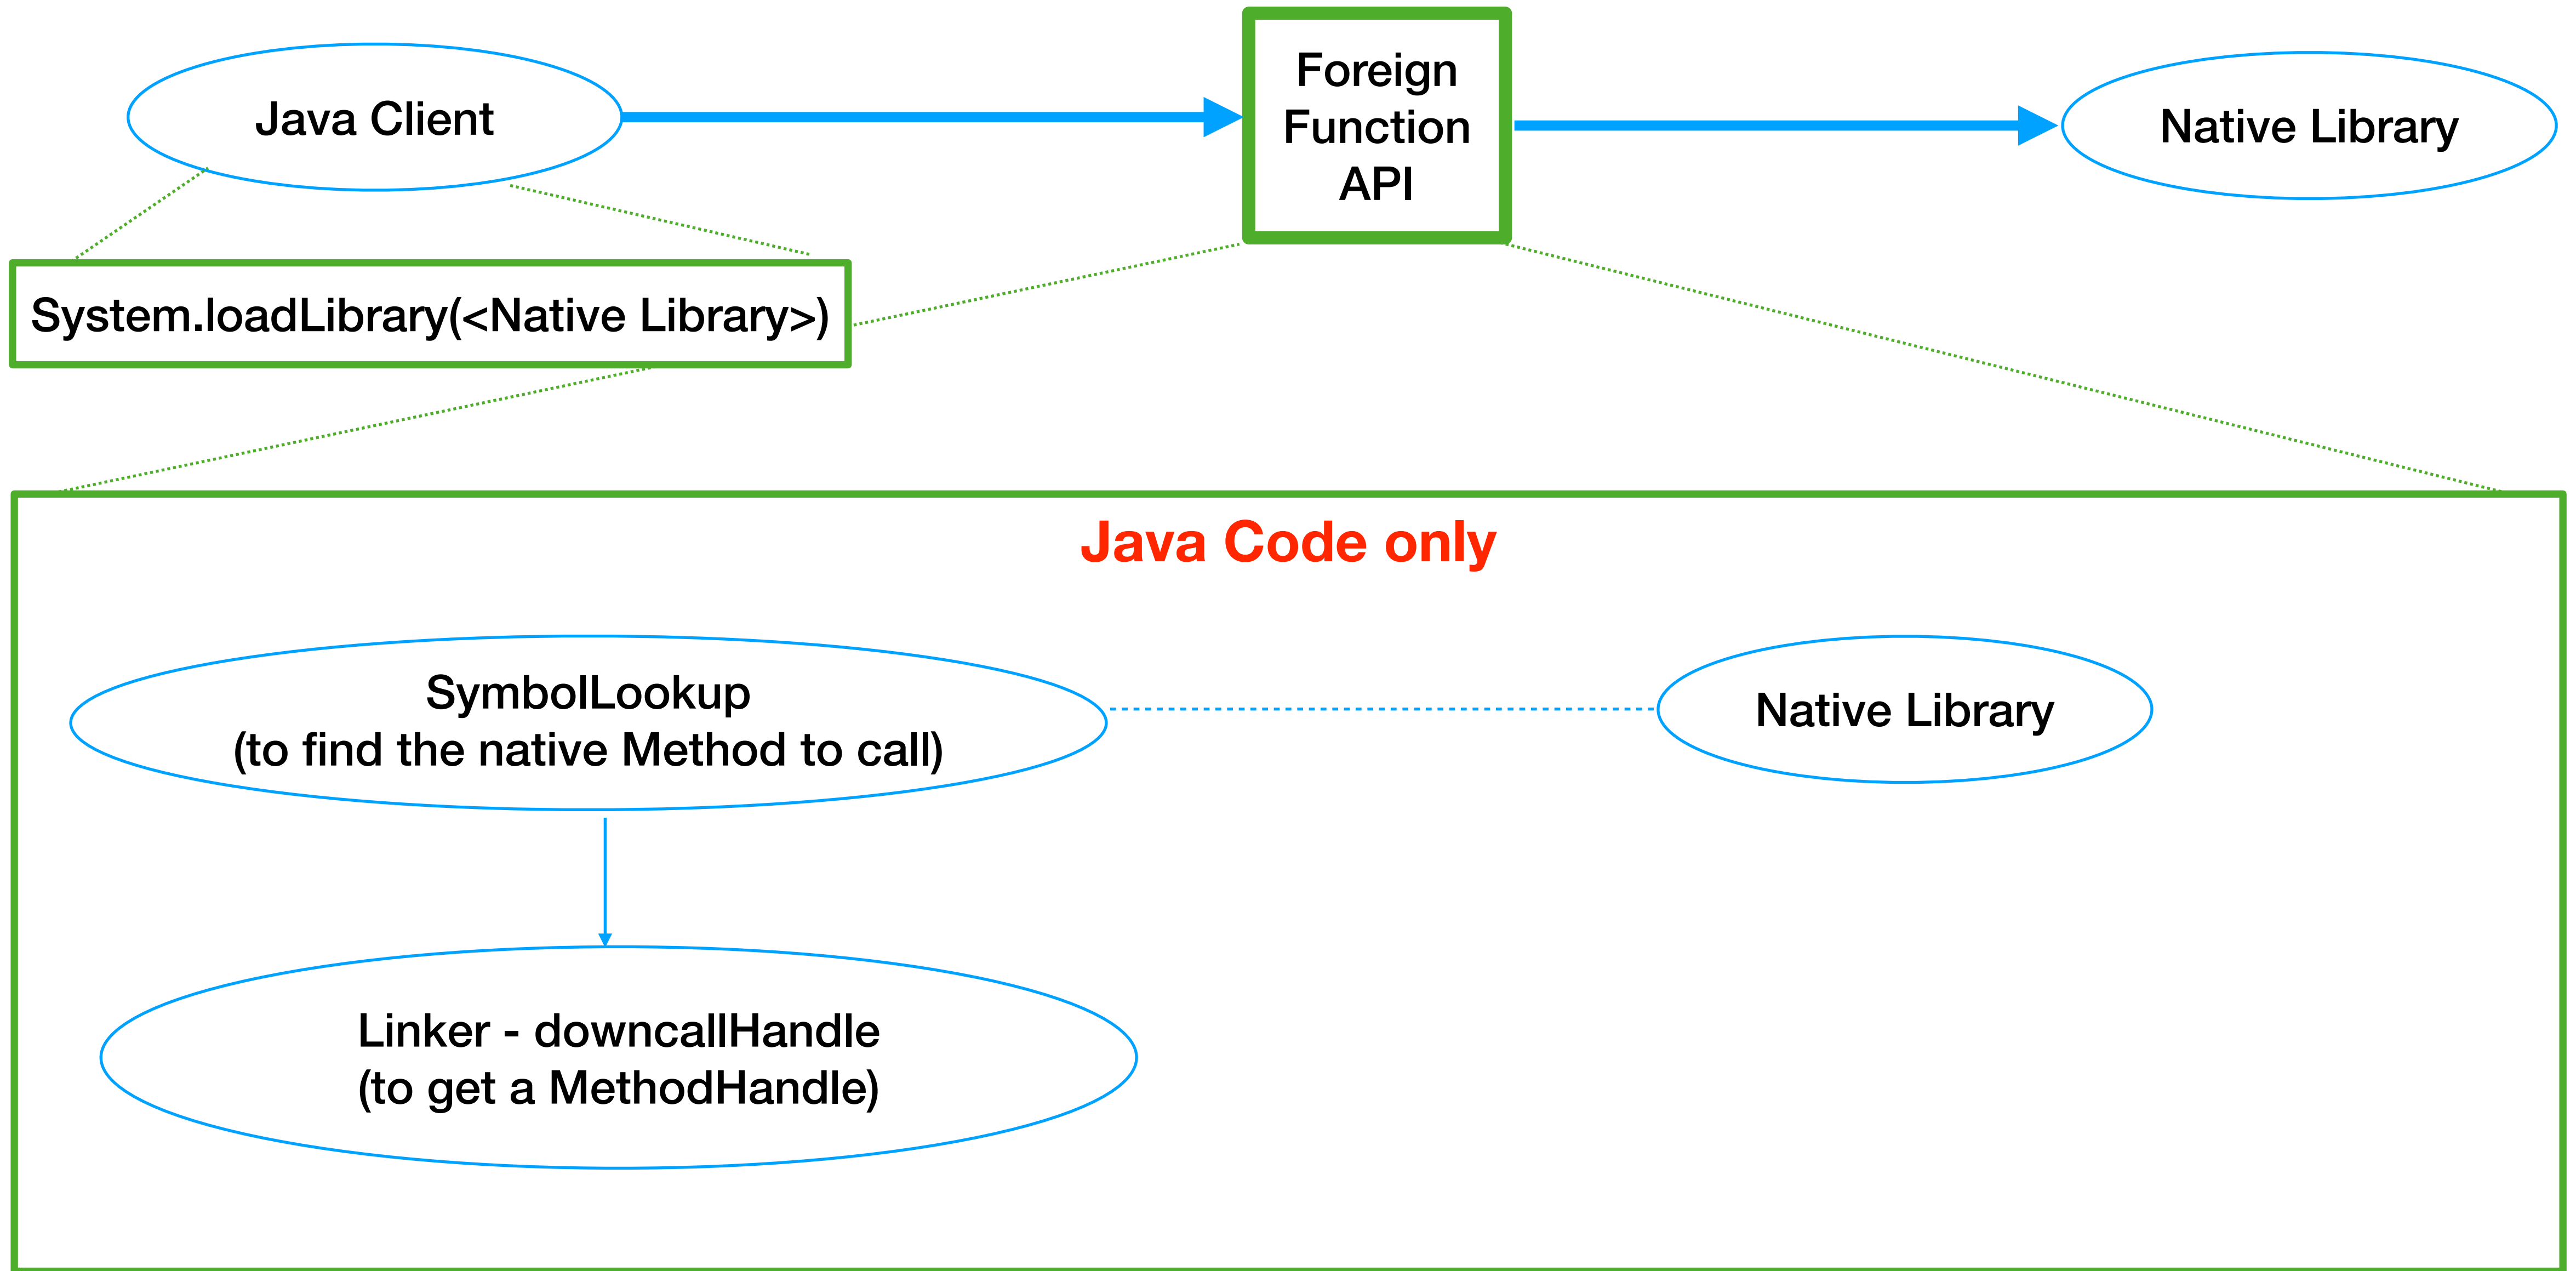 Java Client
Foreign
Function
API
Native Library
System.loadLibrary(<Native Library>)
Java Code only
SymbolLookup
(to find the native Method to call)
Native Library
Linker - downcallHandle
(to get a MethodHandle)